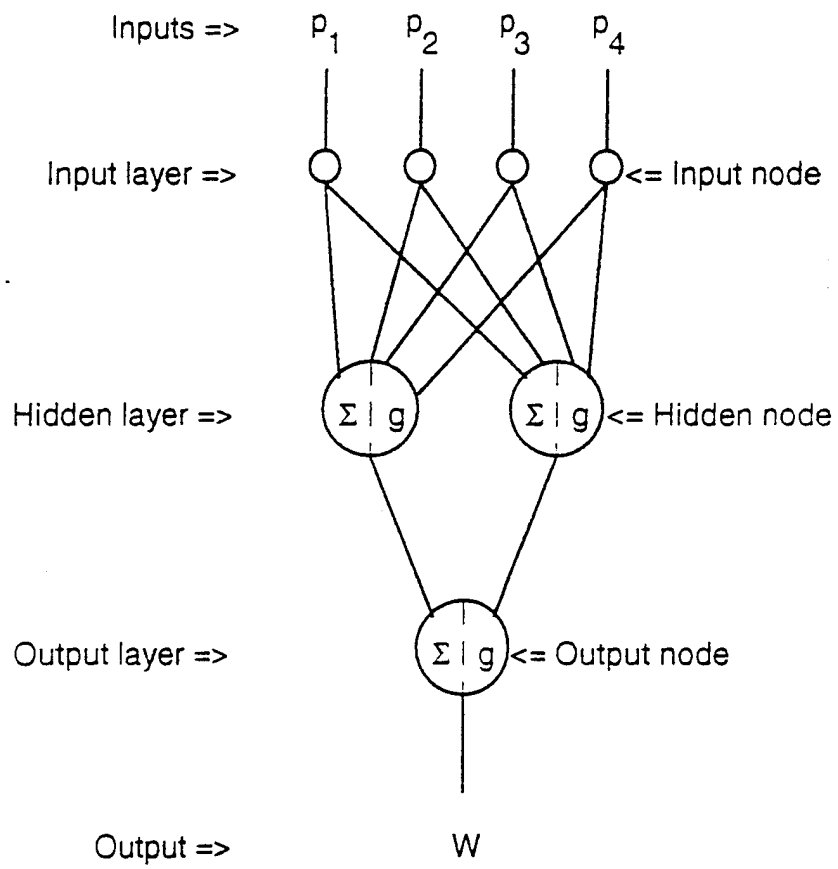 Inputs => p1 p2 p3 p4
Input layer => <= Input node
Hidden layer => Σ | g Σ | g <= Hidden node
Output layer => Σ | g <= Output node
Output => W